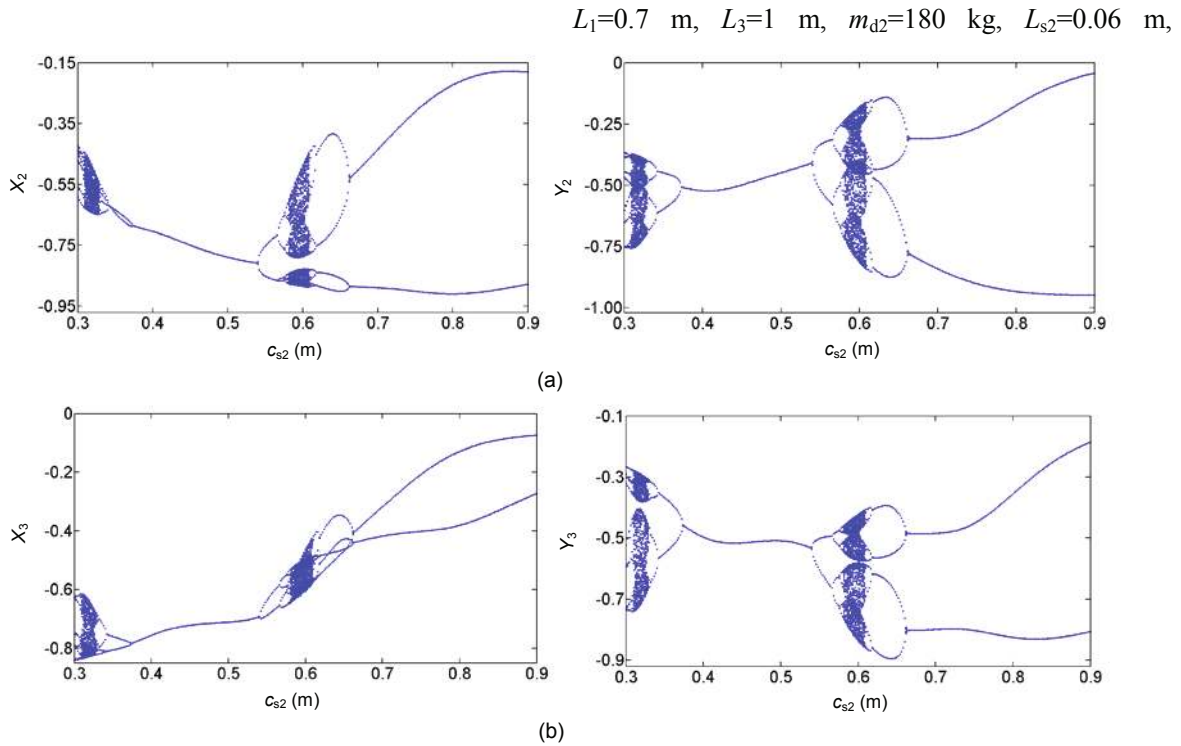 L1=0.7 m, L3=1 m, md2=180 kg, Ls2=0.06 m,
-0.15
-0.35
-0.55
-0.75
-0.95
X2
0.3 0.4 0.5 0.6 0.7 0.8 0.9
cs2 (m)
0
-0.25
-0.50
-0.75
-1.00
Y2
0.3 0.4 0.5 0.6 0.7 0.8 0.9
cs2 (m)
(a)
0
-0.2
-0.4
-0.6
-0.8
X3
0.3 0.4 0.5 0.6 0.7 0.8 0.9
cs2 (m)
-0.1
-0.3
-0.5
-0.7
-0.9
Y3
0.3 0.4 0.5 0.6 0.7 0.8 0.9
cs2 (m)
(b)